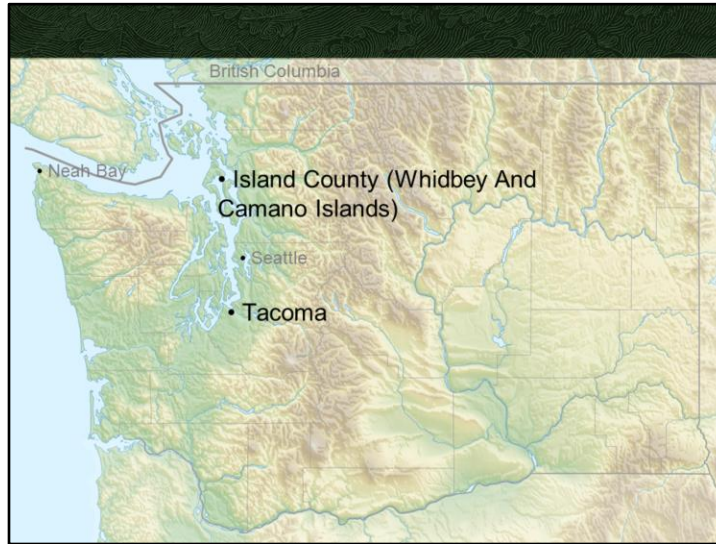 British Columbia
• Neah Bay
• Island County (Whidbey And
Camano Islands)
• Seattle
• Tacoma